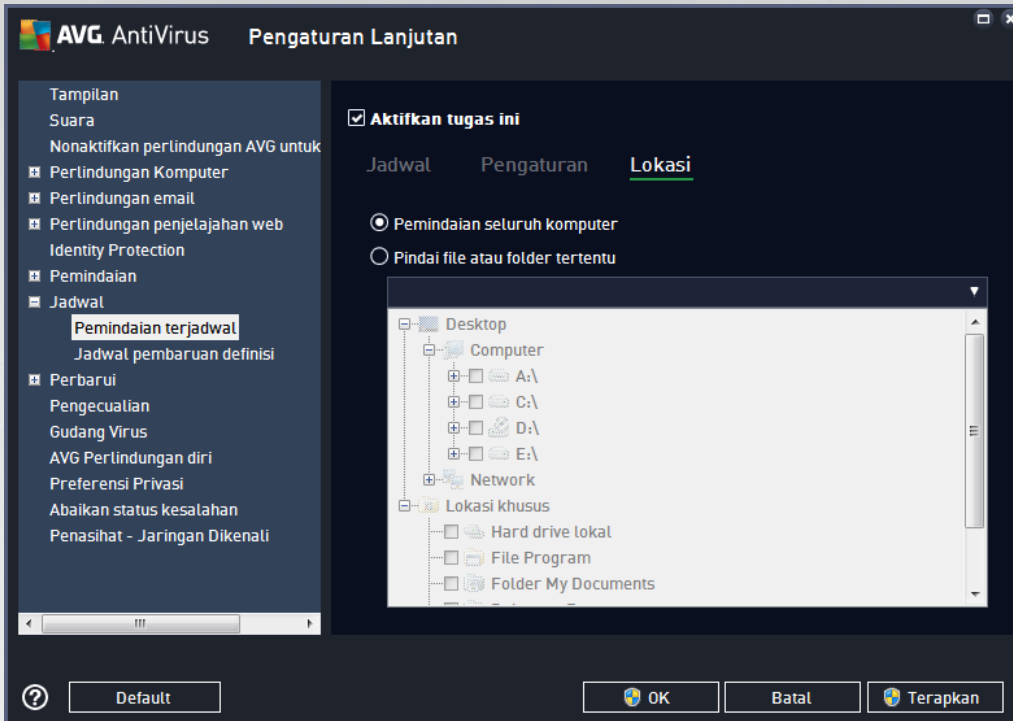 AVG. AntiVirus Pengaturan Lanjutan
Tampilan
Suara
Nonaktifkan perlindungan AVG untuk
Perlindungan Komputer
Perlindungan email
Perlindungan penjelajahan web
Identity Protection
Pemindaian
Jadwal
Pemindaian terjadwal
Jadwal pembaruan definisi
Perbarui
Pengecualian
Gudang Virus
AVG Perlindungan diri
Preferensi Privasi
Abaikan status kesalahan
Penasihat - Jaringan Dikenali
Aktifkan tugas ini
Jadwal Pengaturan Lokasi
Pemindaian seluruh komputer
Pindai file atau folder tertentu
Desktop
Computer
A:\
C:\
D:\
E:\
Network
Lokasi khusus
Hard drive lokal
File Program
Folder My Documents
? Default OK Batal Terapkan